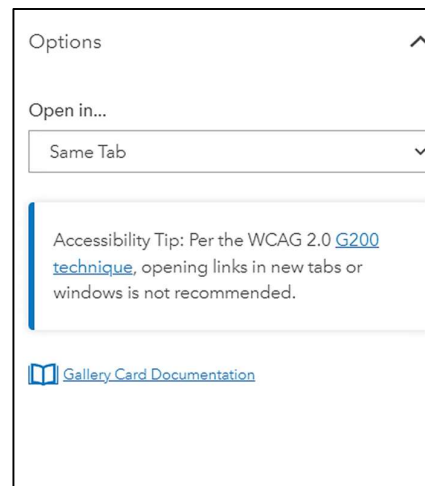 Options
Open in...
Same Tab
Accessibility Tip: Per the WCAG 2.0 G200
technique, opening links in new tabs or
windows is not recommended.
Gallery Card Documentation